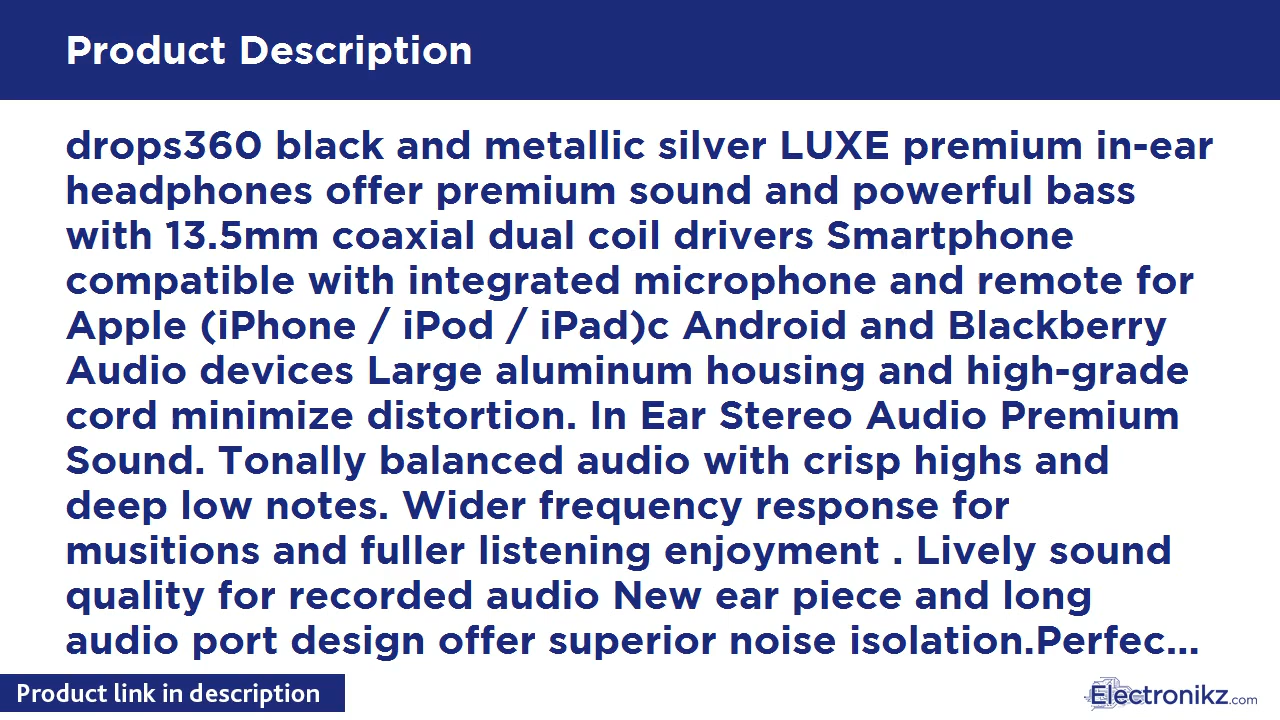 Product Description
drops360 black and metallic silver LUXE premium in-ear
headphones offer premium sound and powerful bass
with 13.5mm coaxial dual coil drivers Smartphone
compatible with integrated microphone and remote for
Apple (iPhone / iPod / iPad)c Android and Blackberry
Audio devices Large aluminum housing and high-grade
cord minimize distortion. In Ear Stereo Audio Premium
Sound. Tonally balanced audio with crisp highs and
deep low notes. Wider frequency response for
musitions and fuller listening enjoyment . Lively sound
quality for recorded audio New ear piece and long
audio port design offer superior noise isolation.Perfec...
Product link in description
Electronikz.com